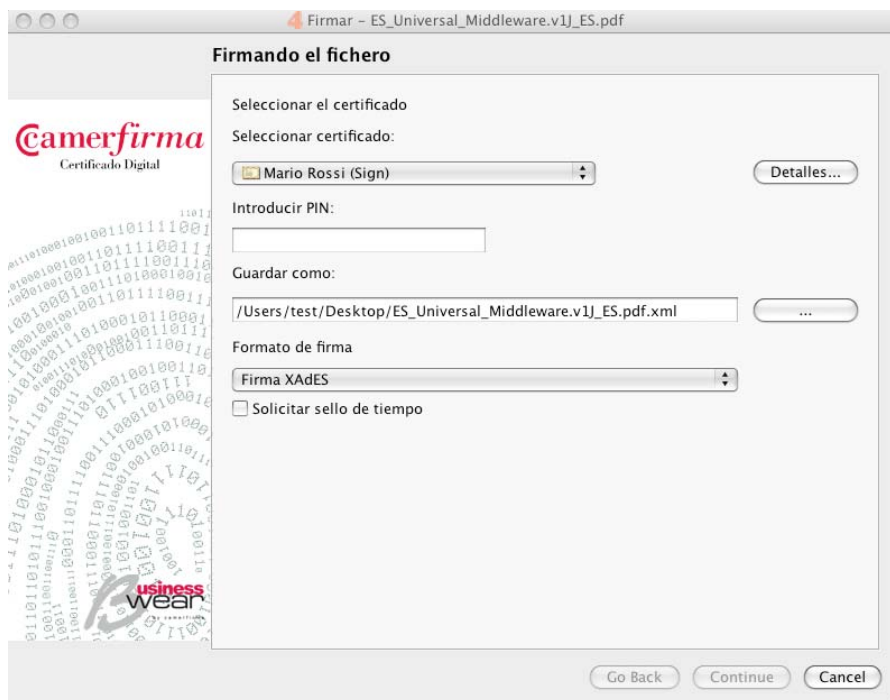 Firmar – ES_Universal_Middleware.v1J_ES.pdf
Firmando el fichero
Camerfirma
Certificado Digital
Seleccionar el certificado
Seleccionar certificado:
Mario Rossi (Sign)
Detalles...
Introducir PIN:
Guardar como:
/Users/test/Desktop/ES_Universal_Middleware.v1J_ES.pdf.xml
...
Formato de firma
Firma XAdES
Solicitar sello de tiempo
Business
wear
by camerfirma
Go Back
Continue
Cancel